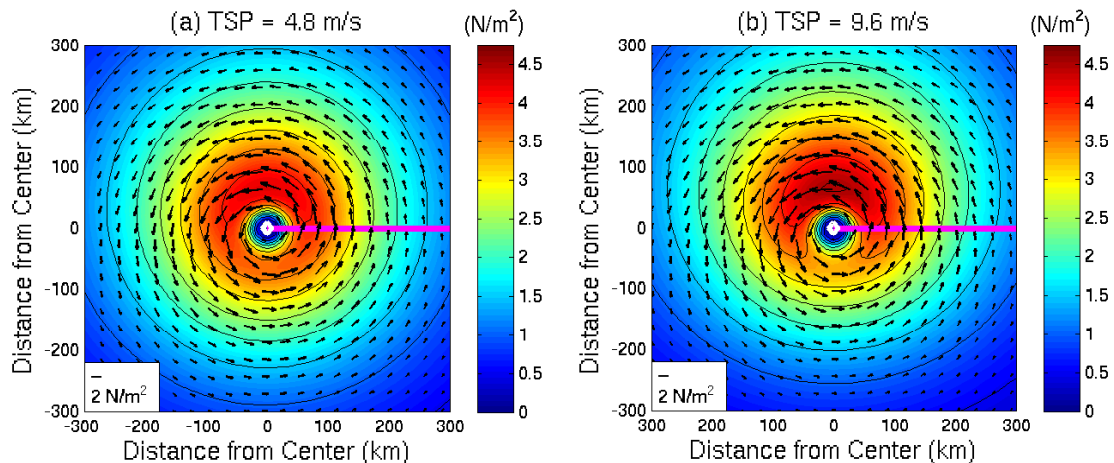 (a) TSP = 4.8 m/s
(N/m²)
300
200
100
0
-100
-200
-300
Distance from Center (km)
2 N/m²
-300 -200 -100 0 100 200 300
Distance from Center (km)
4.5
4
3.5
3
2.5
2
1.5
1
0.5
0
(b) TSP = 9.6 m/s
(N/m²)
300
200
100
0
-100
-200
-300
Distance from Center (km)
2 N/m²
-300 -200 -100 0 100 200 300
Distance from Center (km)
4.5
4
3.5
3
2.5
2
1.5
1
0.5
0